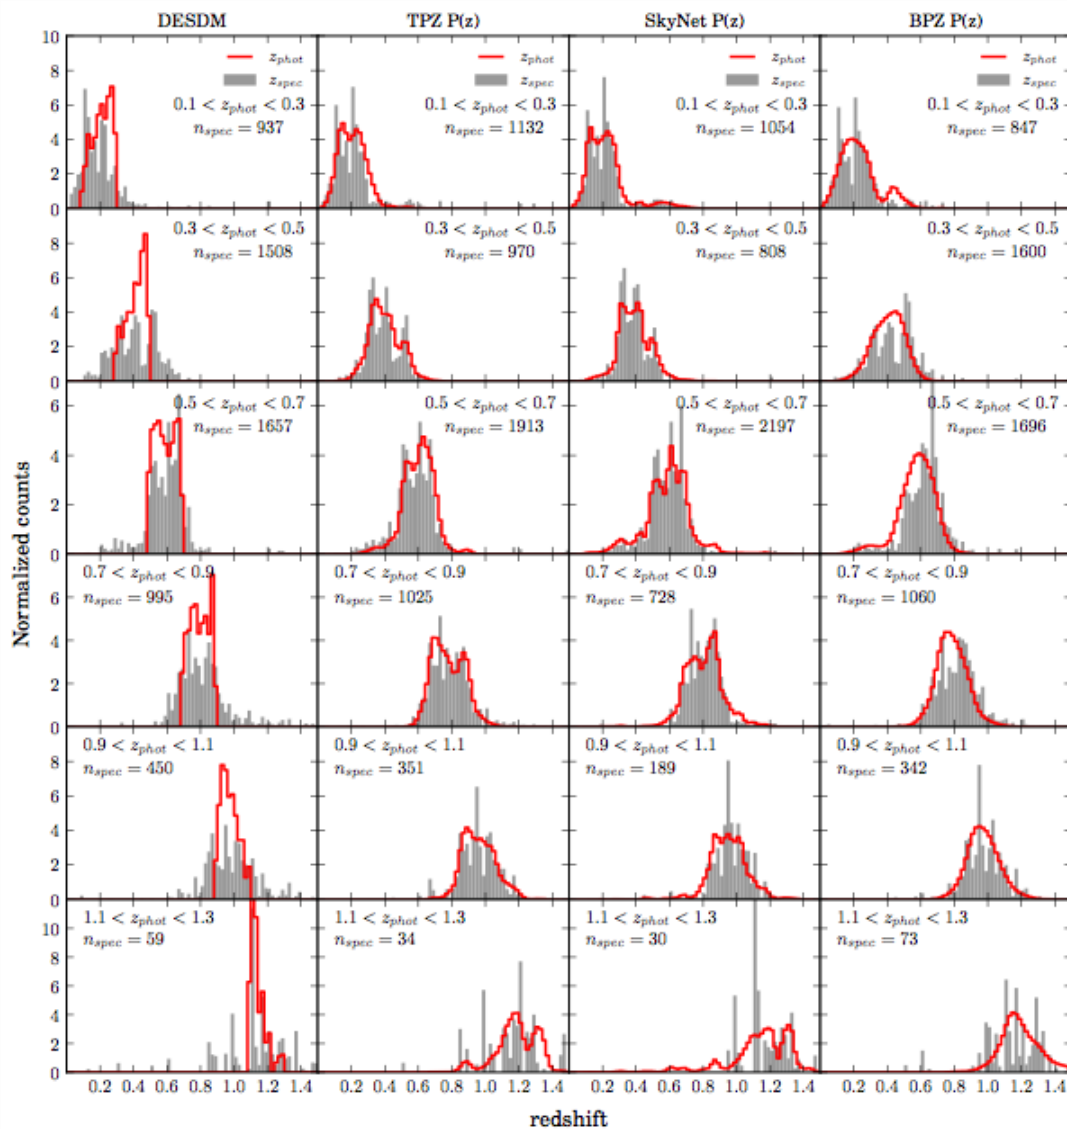 DESDM TPZ P(z) SkyNet P(z) BPZ P(z)
10
8
6
4
2
0
z_phot
z_spec
0.1 < z_phot < 0.3
n_spec = 937
z_phot
z_spec
0.1 < z_phot < 0.3
n_spec = 1132
z_phot
z_spec
0.1 < z_phot < 0.3
n_spec = 1054
z_phot
z_spec
0.1 < z_phot < 0.3
n_spec = 847
8
6
4
2
0
0.3 < z_phot < 0.5
n_spec = 1508
0.3 < z_phot < 0.5
n_spec = 970
0.3 < z_phot < 0.5
n_spec = 808
0.3 < z_phot < 0.5
n_spec = 1600
6
4
2
0
0.5 < z_phot < 0.7
n_spec = 1657
0.5 < z_phot < 0.7
n_spec = 1913
0.5 < z_phot < 0.7
n_spec = 2197
0.5 < z_phot < 0.7
n_spec = 1696
Normalized counts
6
4
2
0
0.7 < z_phot < 0.9
n_spec = 995
0.7 < z_phot < 0.9
n_spec = 1025
0.7 < z_phot < 0.9
n_spec = 728
0.7 < z_phot < 0.9
n_spec = 1060
8
6
4
2
0
0.9 < z_phot < 1.1
n_spec = 450
0.9 < z_phot < 1.1
n_spec = 351
0.9 < z_phot < 1.1
n_spec = 189
0.9 < z_phot < 1.1
n_spec = 342
10
8
6
4
2
0
1.1 < z_phot < 1.3
n_spec = 59
1.1 < z_phot < 1.3
n_spec = 34
1.1 < z_phot < 1.3
n_spec = 30
1.1 < z_phot < 1.3
n_spec = 73
0.2 0.4 0.6 0.8 1.0 1.2 1.4 0.2 0.4 0.6 0.8 1.0 1.2 1.4 0.2 0.4 0.6 0.8 1.0 1.2 1.4 0.2 0.4 0.6 0.8 1.0 1.2 1.4
redshift